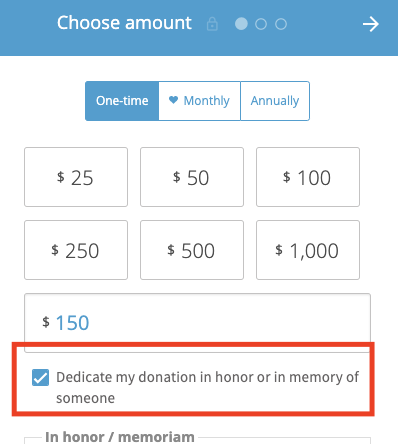 Choose amount
One-time Monthly Annually
$ 25 $ 50 $ 100
$ 250 $ 500 $ 1,000
$ 150
Dedicate my donation in honor or in memory of
someone
In honor / memoriam